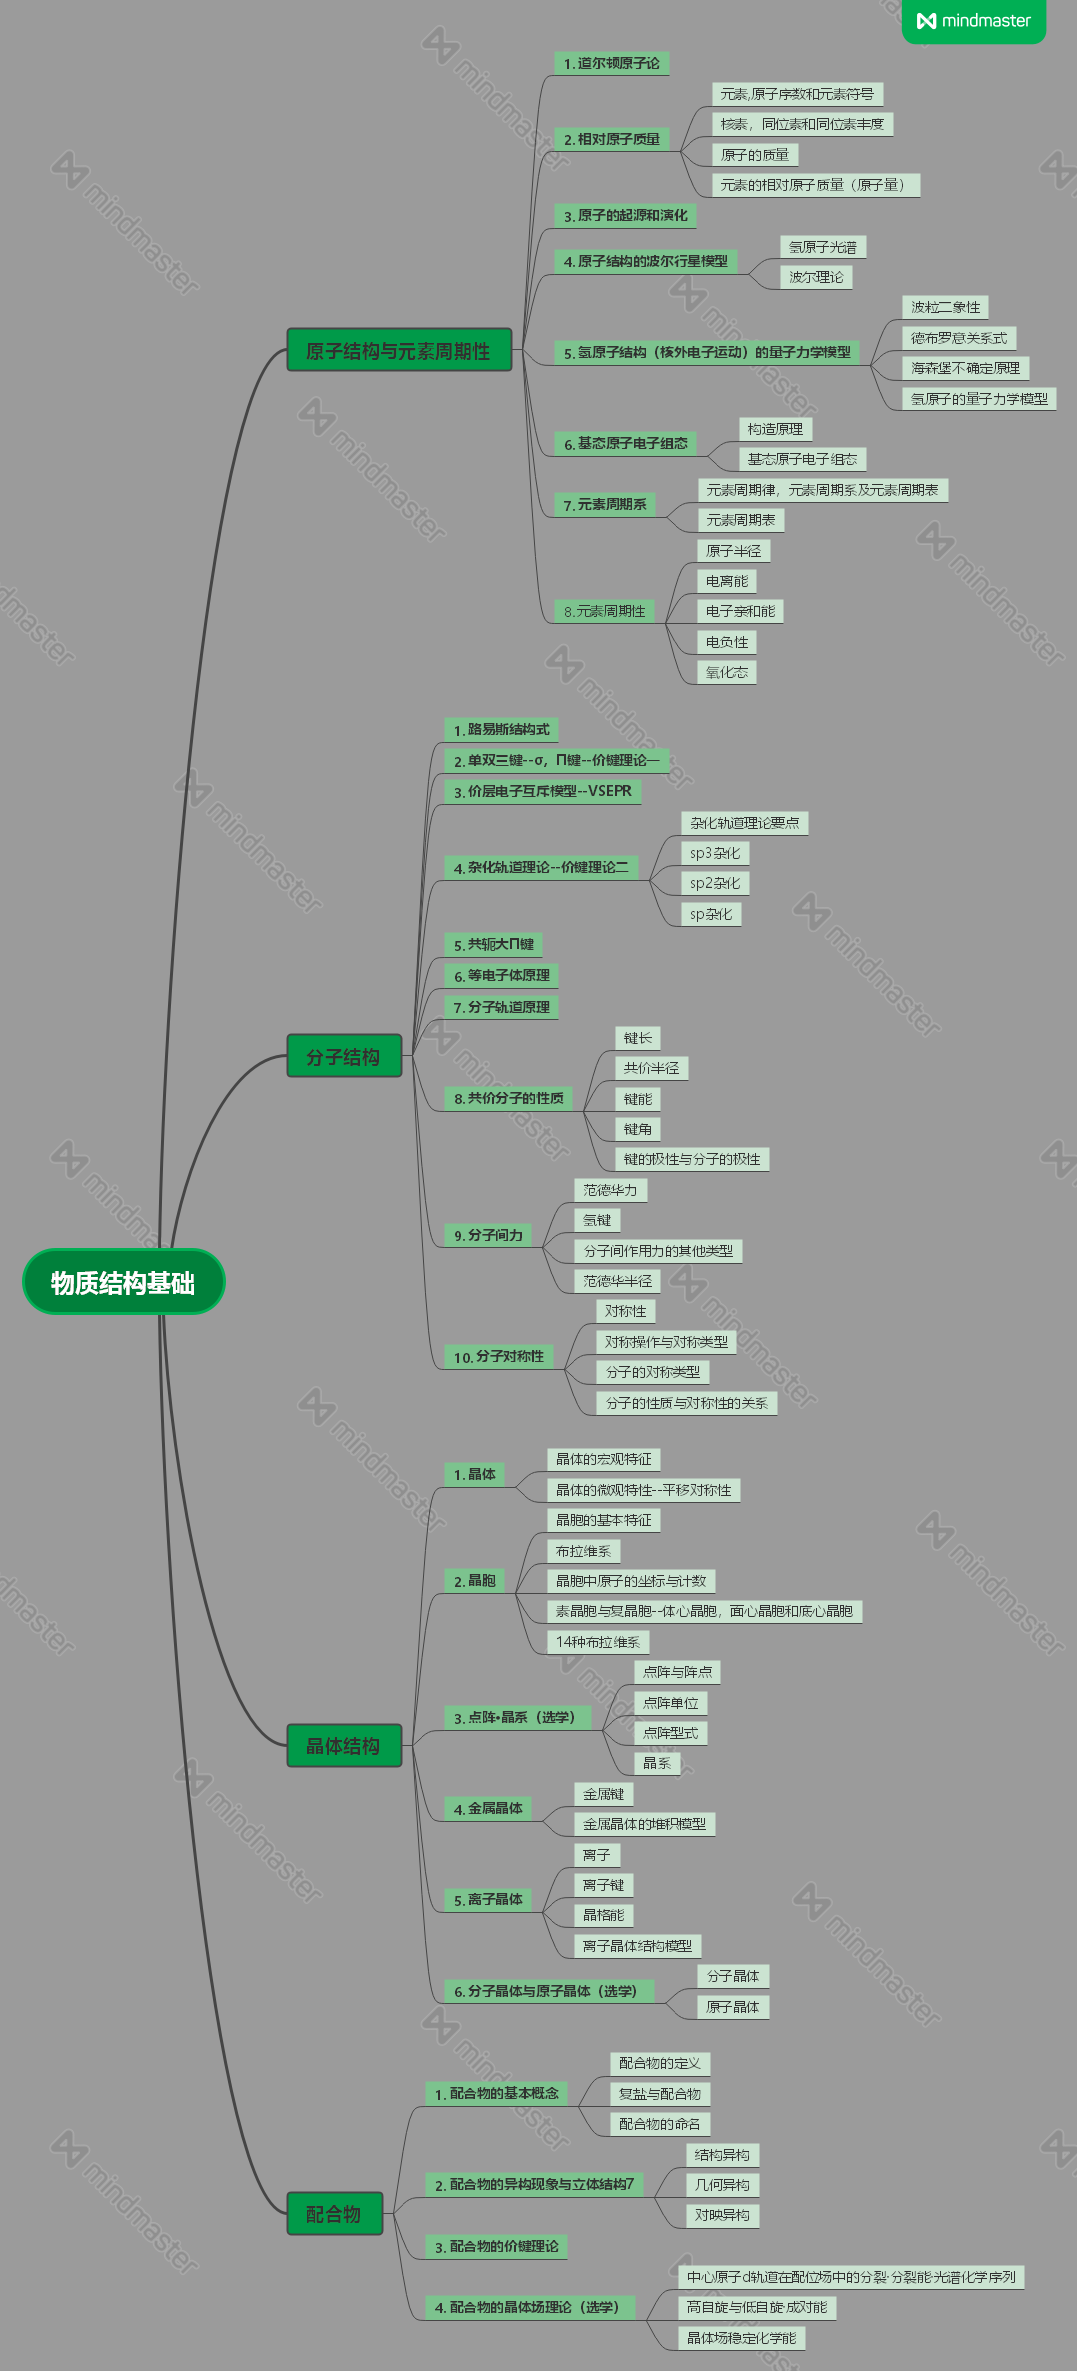 mindmaster
物质结构基础
原子结构与元素周期性
1. 道尔顿原子论
2. 相对原子质量
元素,原子序数和元素符号
核素，同位素和同位素丰度
原子的质量
元素的相对原子质量（原子量）
3. 原子的起源和演化
4. 原子结构的波尔行星模型
氢原子光谱
波尔理论
5. 氢原子结构（核外电子运动）的量子力学模型
波粒二象性
德布罗意关系式
海森堡不确定原理
氢原子的量子力学模型
6. 基态原子电子组态
构造原理
基态原子电子组态
7. 元素周期系
元素周期律，元素周期系及元素周期表
元素周期表
8.元素周期性
原子半径
电离能
电子亲和能
电负性
氧化态
分子结构
1. 路易斯结构式
2. 单双三键--σ，Π键--价键理论一
3. 价层电子互斥模型--VSEPR
4. 杂化轨道理论--价键理论二
杂化轨道理论要点
sp3杂化
sp2杂化
sp杂化
5. 共轭大Π键
6. 等电子体原理
7. 分子轨道原理
8. 共价分子的性质
键长
共价半径
键能
键角
键的极性与分子的极性
9. 分子间力
范德华力
氢键
分子间作用力的其他类型
范德华半径
10. 分子对称性
对称性
对称操作与对称类型
分子的对称类型
分子的性质与对称性的关系
晶体结构
1. 晶体
晶体的宏观特征
晶体的微观特性--平移对称性
2. 晶胞
晶胞的基本特征
布拉维系
晶胞中原子的坐标与计数
素晶胞与复晶胞--体心晶胞，面心晶胞和底心晶胞
14种布拉维系
3. 点阵·晶系（选学）
点阵与阵点
点阵单位
点阵型式
晶系
4. 金属晶体
金属键
金属晶体的堆积模型
5. 离子晶体
离子
离子键
晶格能
离子晶体结构模型
6. 分子晶体与原子晶体（选学）
分子晶体
原子晶体
配合物
1. 配合物的基本概念
配合物的定义
复盐与配合物
配合物的命名
2. 配合物的异构现象与立体结构7
结构异构
几何异构
对映异构
3. 配合物的价键理论
4. 配合物的晶体场理论（选学）
中心原子d轨道在配位场中的分裂·分裂能·光谱化学序列
高自旋与低自旋·成对能
晶体场稳定化学能